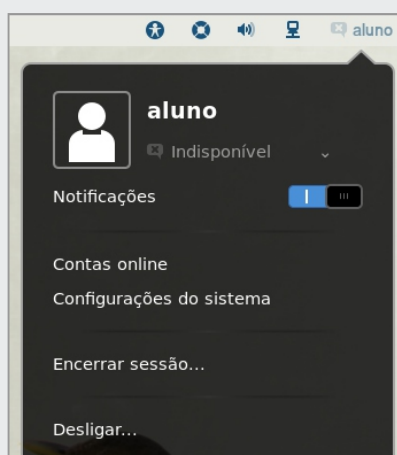 aluno
aluno
Indisponível
Notificações
Contas online
Configurações do sistema
Encerrar sessão...
Desligar...